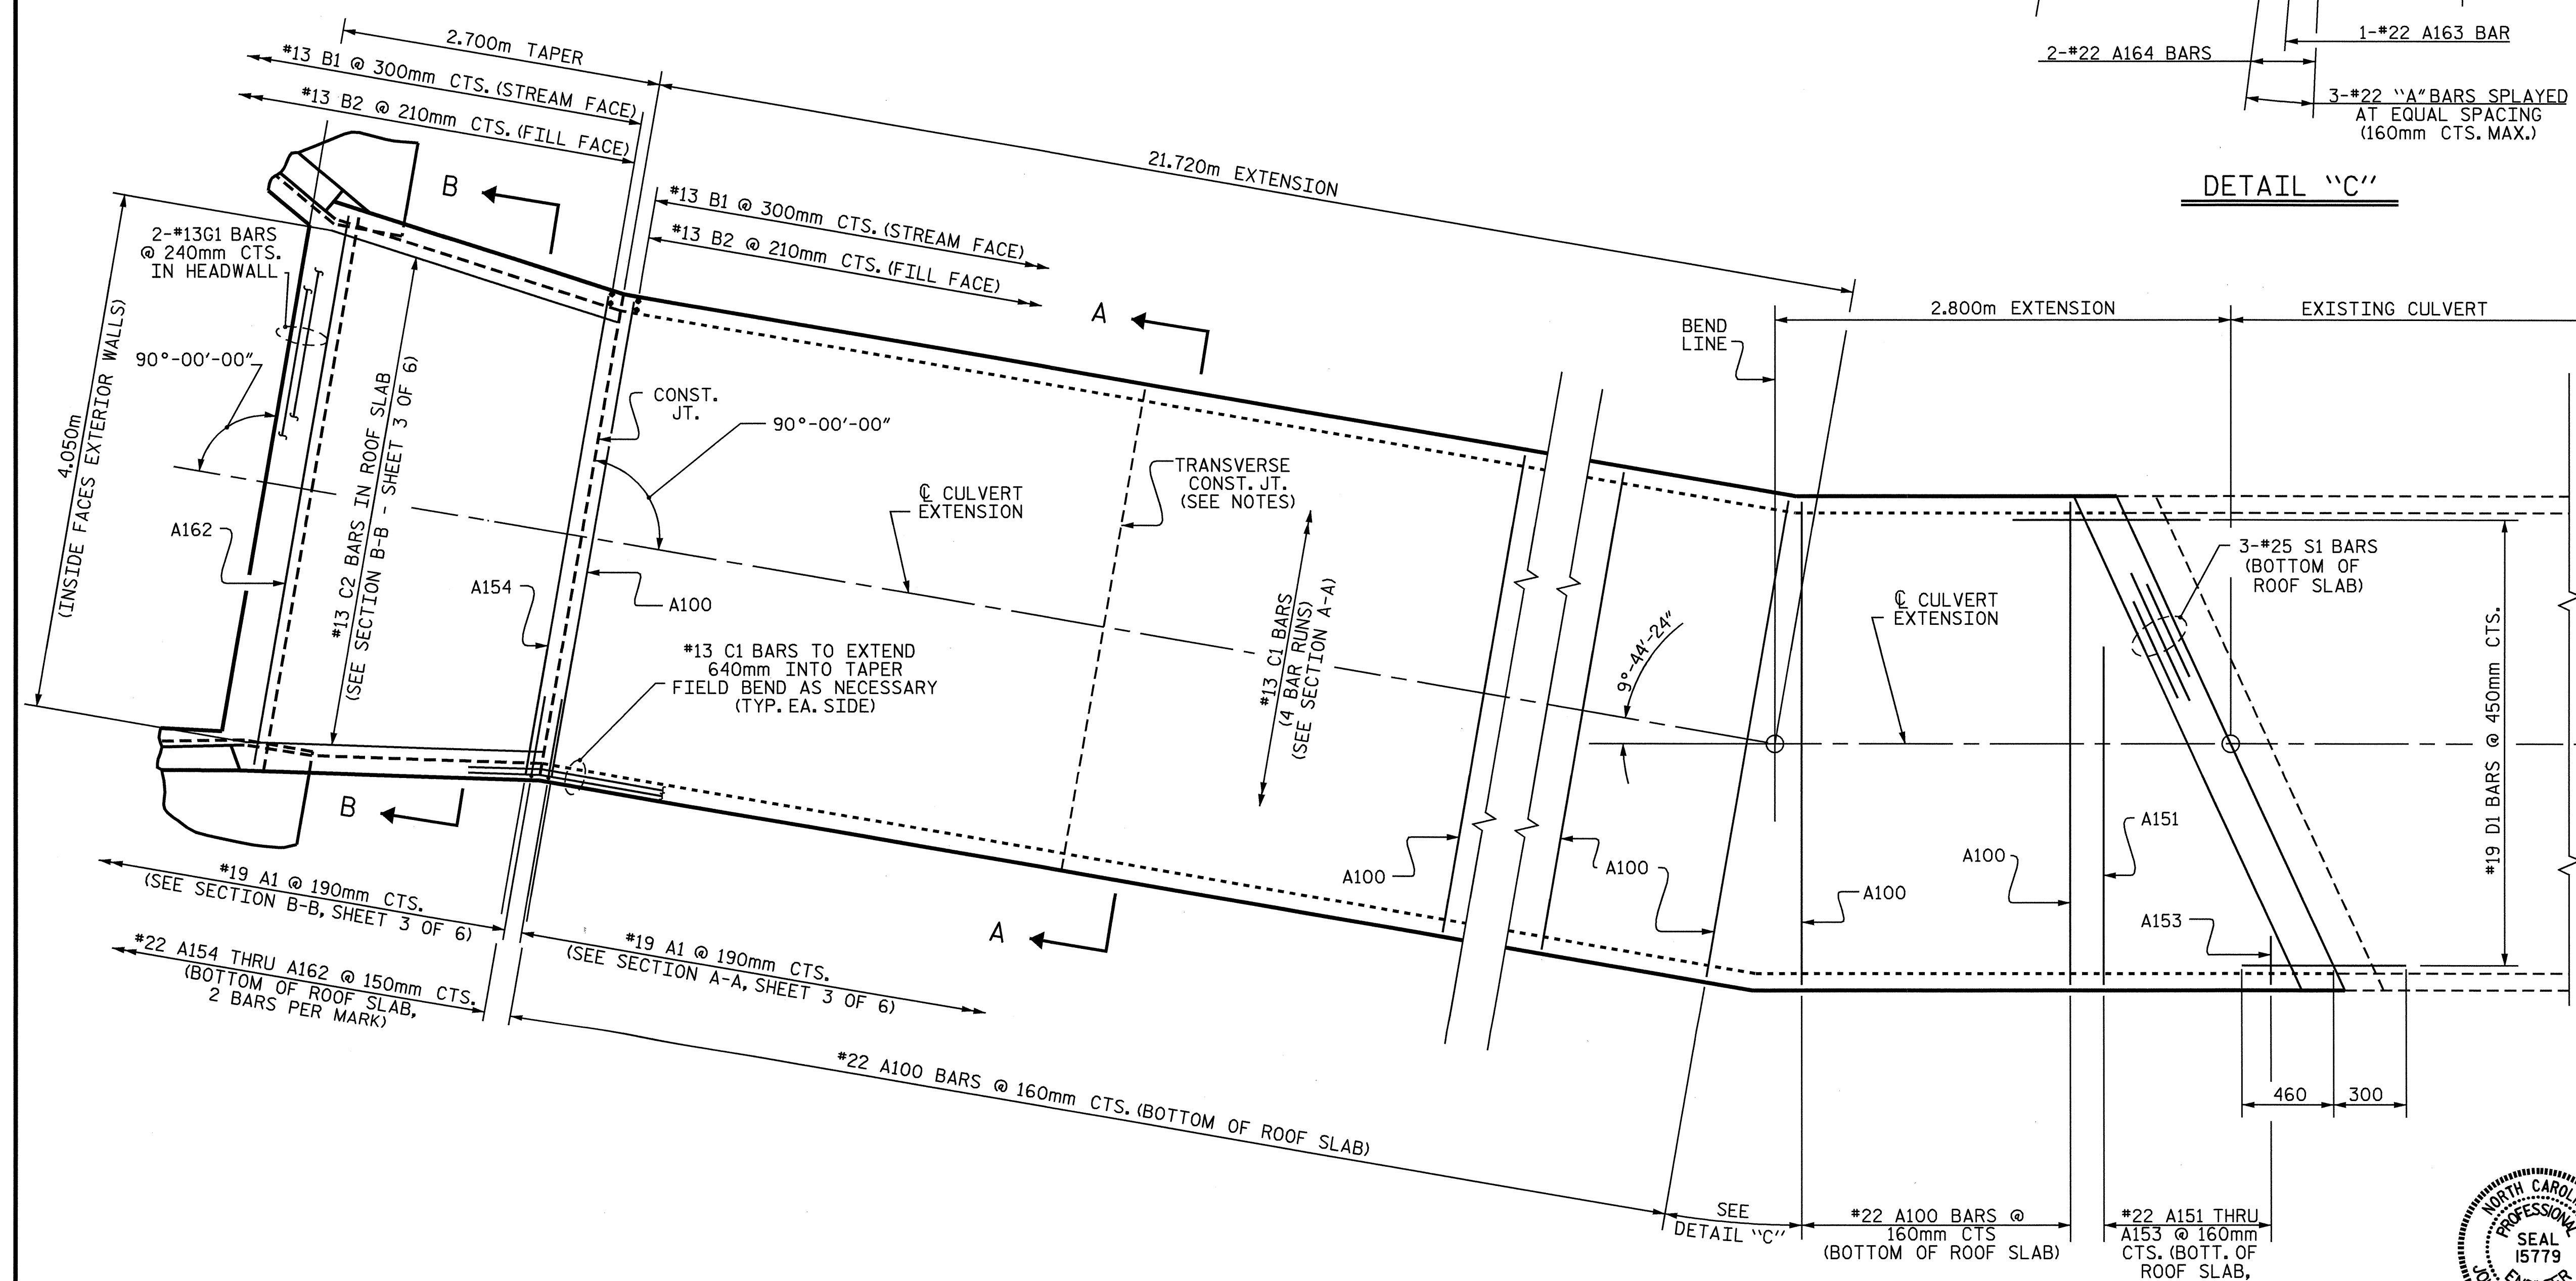 2.700m TAPER
#13 B1 @ 300mm CTS. (STREAM FACE)
#13 B2 @ 210mm CTS. (FILL FACE)
21.720m EXTENSION
#13 B1 @ 300mm CTS. (STREAM FACE)
#13 B2 @ 210mm CTS. (FILL FACE)
B
A
2-#22 A164 BARS
1-#22 A163 BAR
3-#22 "A" BARS SPLAYED
AT EQUAL SPACING
(160mm CTS. MAX.)
DETAIL "C"
2-#13G1 BARS
@ 240mm CTS.
IN HEADWALL
90°-00'-00"
4.050m
(INSIDE FACES EXTERIOR WALLS)
#13 C2 BARS IN ROOF SLAB
(SEE SECTION B-B - SHEET 3 OF 6)
CONST.
JT.
90°-00'-00"
A162
A154
A100
℄ CULVERT
EXTENSION
TRANSVERSE
CONST. JT.
(SEE NOTES)
#13 C1 BARS TO EXTEND
640mm INTO TAPER
FIELD BEND AS NECESSARY
(TYP. EA. SIDE)
#13 C1 BARS
(4 BAR RUNS)
(SEE SECTION A-A)
BEND
LINE
2.800m EXTENSION
EXISTING CULVERT
9°-44'-24"
℄ CULVERT
EXTENSION
3-#25 S1 BARS
(BOTTOM OF
ROOF SLAB)
#19 D1 BARS @ 450mm CTS.
A100
A100
A100
A100
A151
A153
B
A
#19 A1 @ 190mm CTS.
(SEE SECTION B-B, SHEET 3 OF 6)
#22 A154 THRU A162 @ 150mm CTS.
(BOTTOM OF ROOF SLAB,
2 BARS PER MARK)
#19 A1 @ 190mm CTS.
(SEE SECTION A-A, SHEET 3 OF 6)
#22 A100 BARS @ 160mm CTS. (BOTTOM OF ROOF SLAB)
460
300
SEE
DETAIL "C"
#22 A100 BARS @
160mm CTS
(BOTTOM OF ROOF SLAB)
#22 A151 THRU
A153 @ 160mm
CTS. (BOTT. OF
ROOF SLAB,
A100
NORTH
PROFESSIONAL
SEAL
15779